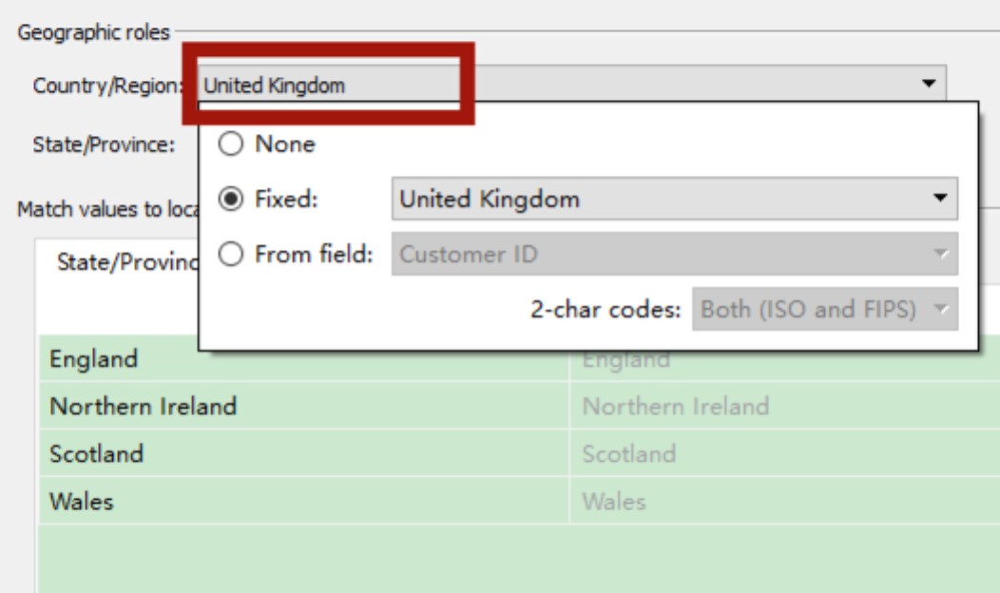 Geographic roles
Country/Region: United Kingdom
State/Province:
None
Fixed: United Kingdom
Match values to loca
State/Provinc
From field: Customer ID
2-char codes: Both (ISO and FIPS)
England England
Northern Ireland Northern Ireland
Scotland Scotland
Wales Wales